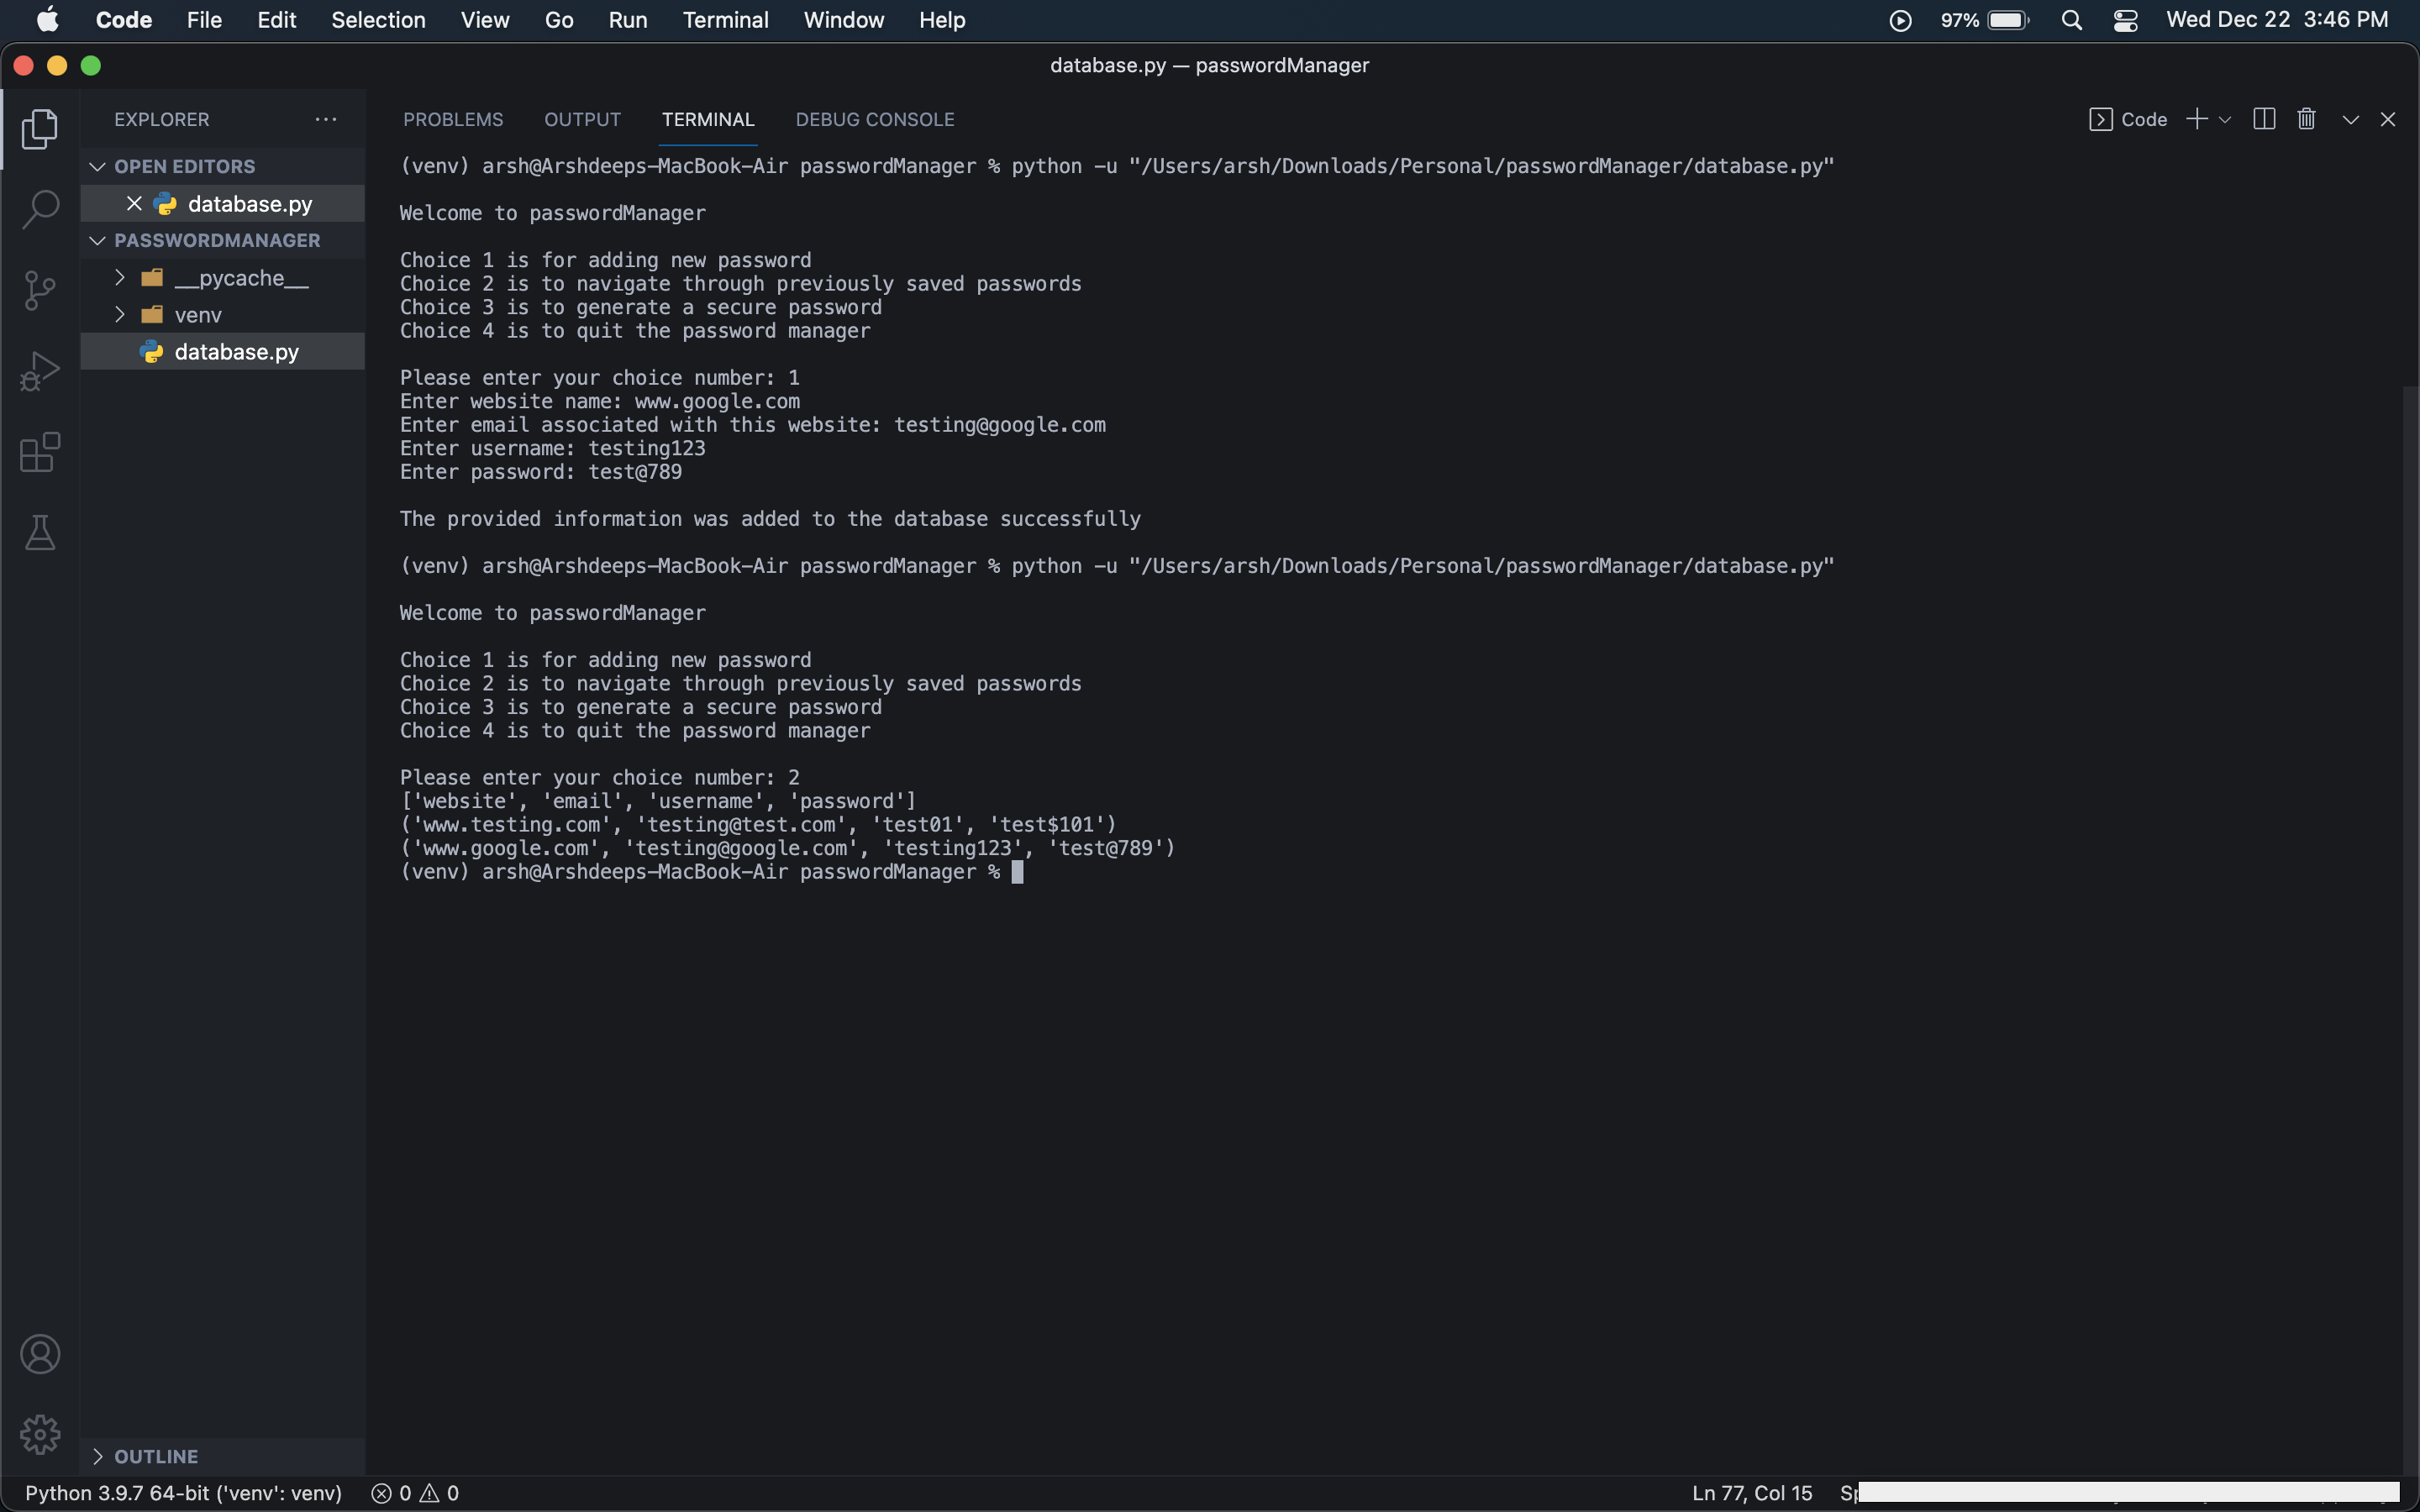 Code File Edit Selection View Go Run Terminal Window Help 97% Wed Dec 22 3:46 PM
database.py — passwordManager
EXPLORER ···
OPEN EDITORS
database.py
PASSWORDMANAGER
__pycache__
venv
database.py
OUTLINE
PROBLEMS OUTPUT TERMINAL DEBUG CONSOLE Code
(venv) arsh@Arshdeeps-MacBook-Air passwordManager % python -u "/Users/arsh/Downloads/Personal/passwordManager/database.py"
Welcome to passwordManager
Choice 1 is for adding new password
Choice 2 is to navigate through previously saved passwords
Choice 3 is to generate a secure password
Choice 4 is to quit the password manager
Please enter your choice number: 1
Enter website name: www.google.com
Enter email associated with this website: testing@google.com
Enter username: testing123
Enter password: test@789
The provided information was added to the database successfully
(venv) arsh@Arshdeeps-MacBook-Air passwordManager % python -u "/Users/arsh/Downloads/Personal/passwordManager/database.py"
Welcome to passwordManager
Choice 1 is for adding new password
Choice 2 is to navigate through previously saved passwords
Choice 3 is to generate a secure password
Choice 4 is to quit the password manager
Please enter your choice number: 2
['website', 'email', 'username', 'password']
('www.testing.com', 'testing@test.com', 'test01', 'test$101')
('www.google.com', 'testing@google.com', 'testing123', 'test@789')
(venv) arsh@Arshdeeps-MacBook-Air passwordManager %
Python 3.9.7 64-bit ('venv': venv) 0 0 Ln 77, Col 15